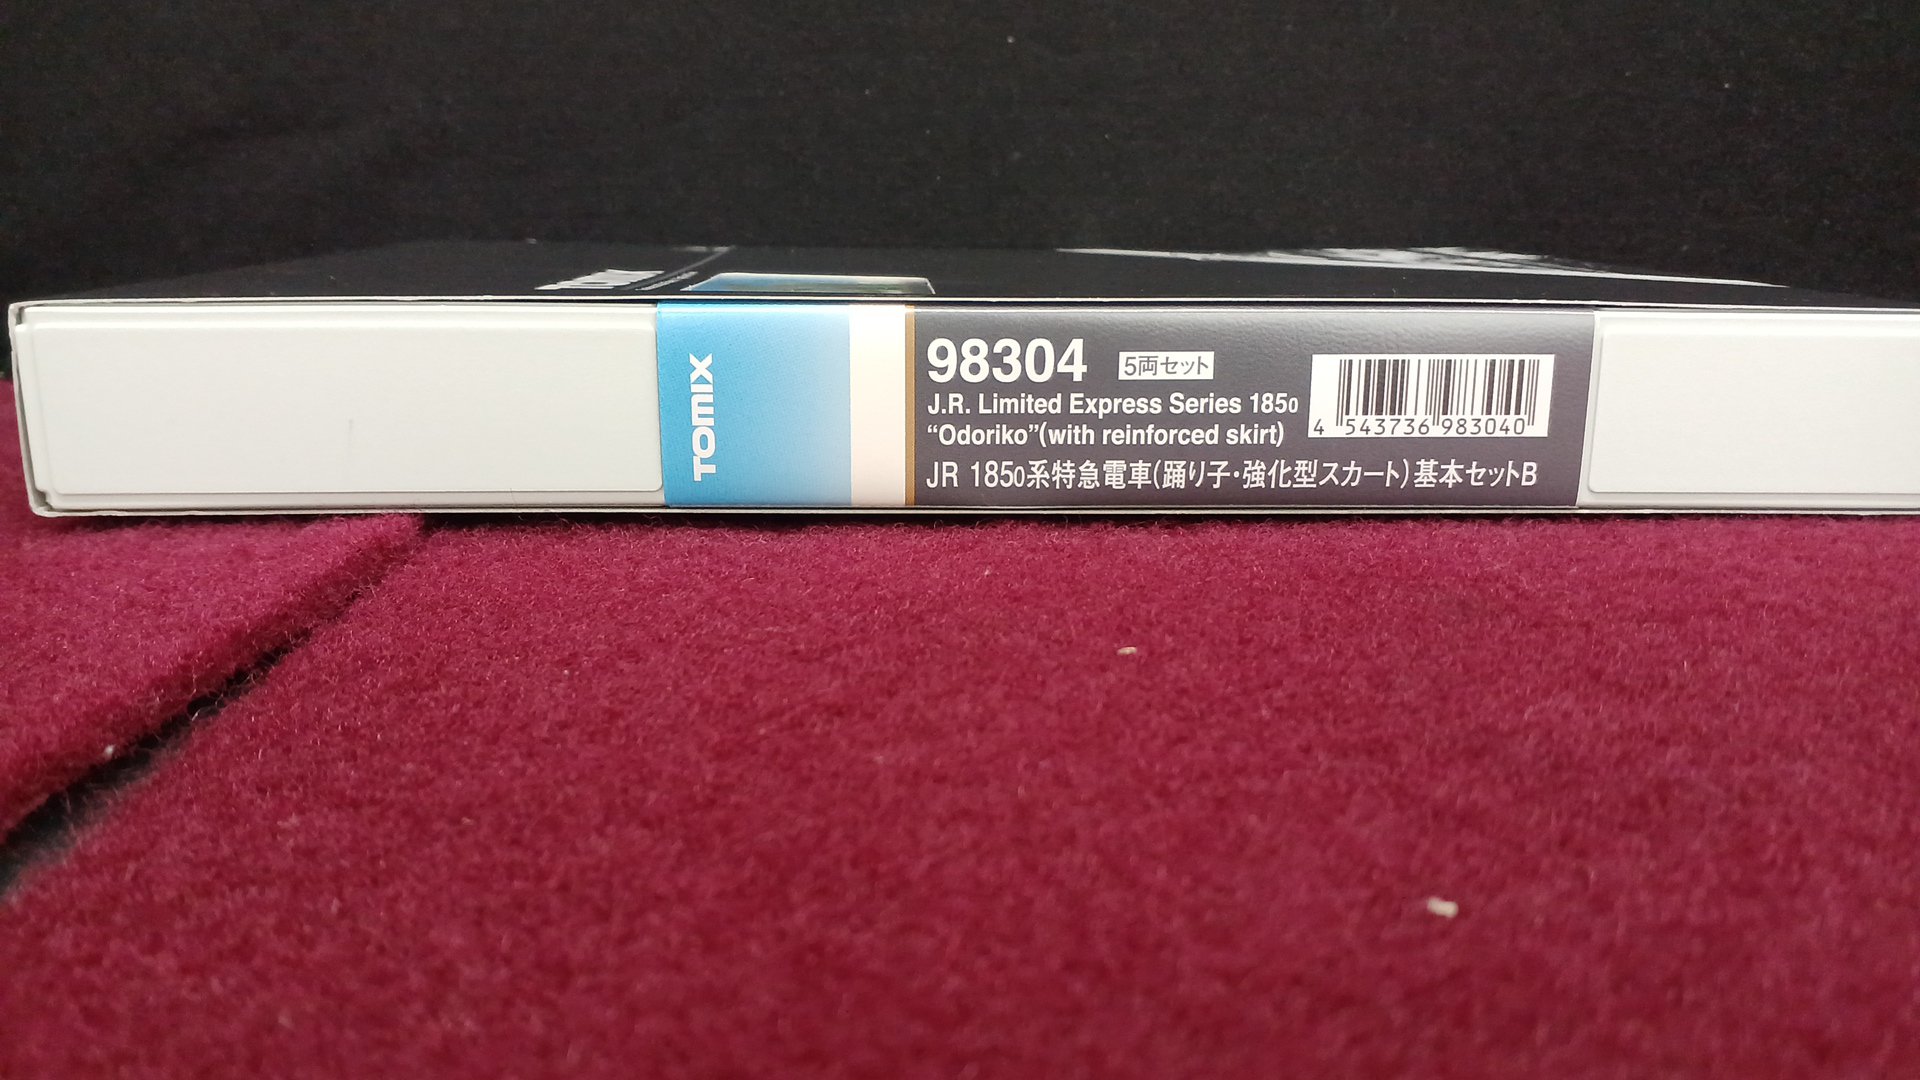 TOMIX
98304 5両セット
J.R. Limited Express Series 185₀
“Odoriko”(with reinforced skirt)
JR 185₀系特急電車(踊り子・強化型スカート)基本セットB
4 543736 983040